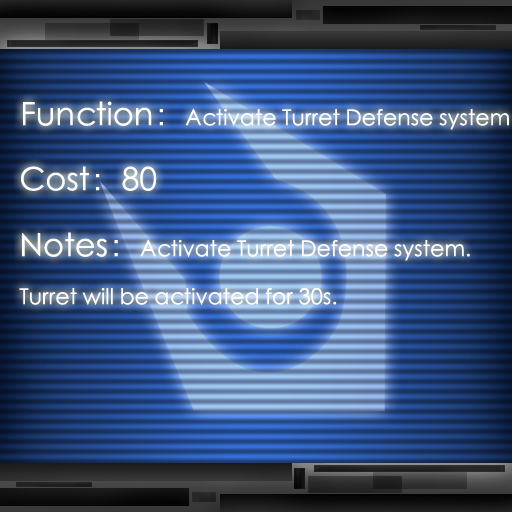 Function: Activate Turret Defense system
Cost: 80
Notes: Activate Turret Defense system.
Turret will be activated for 30s.